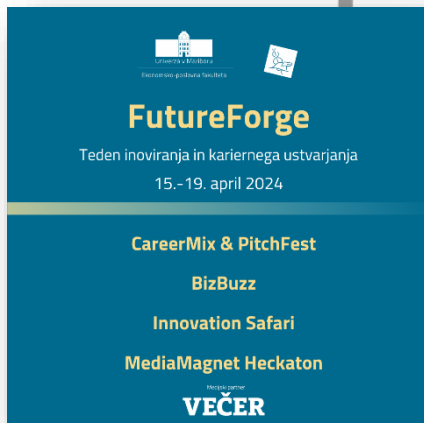 Univerza v Mariboru
Ekonomsko-poslovna fakulteta
FutureForge
Teden inoviranja in kariernega ustvarjanja
15.-19. april 2024
CareerMix & PitchFest
BizBuzz
Innovation Safari
MediaMagnet Heckaton
Medijski partner
VEČER